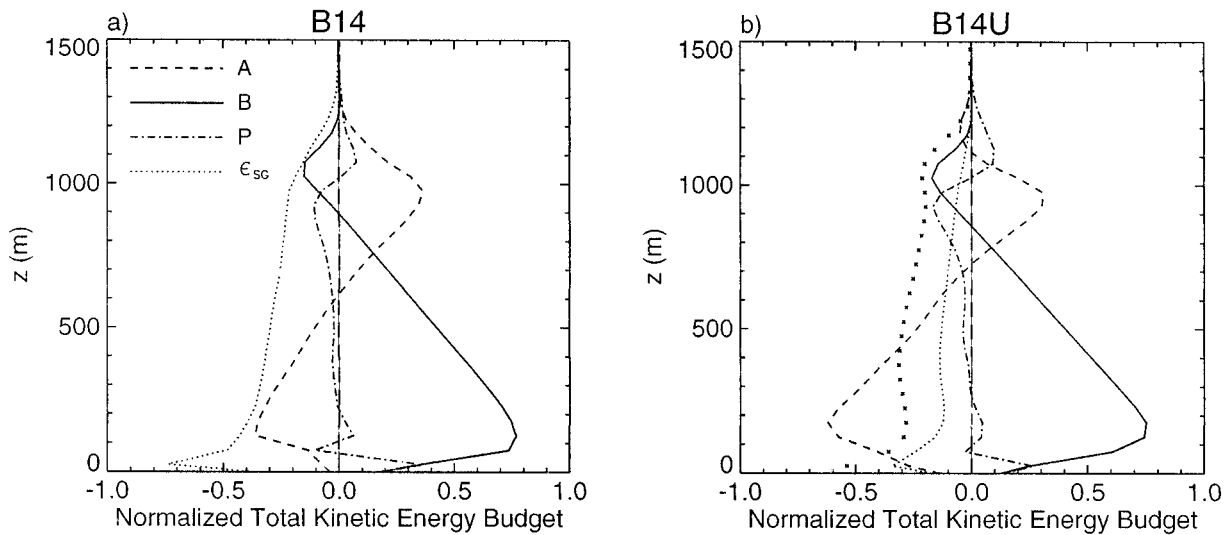 a) B14
1500
1000
500
0
z (m)
A
B
P
ϵSG
-1.0 -0.5 0.0 0.5 1.0
Normalized Total Kinetic Energy Budget
b) B14U
1500
1000
500
0
z (m)
-1.0 -0.5 0.0 0.5 1.0
Normalized Total Kinetic Energy Budget